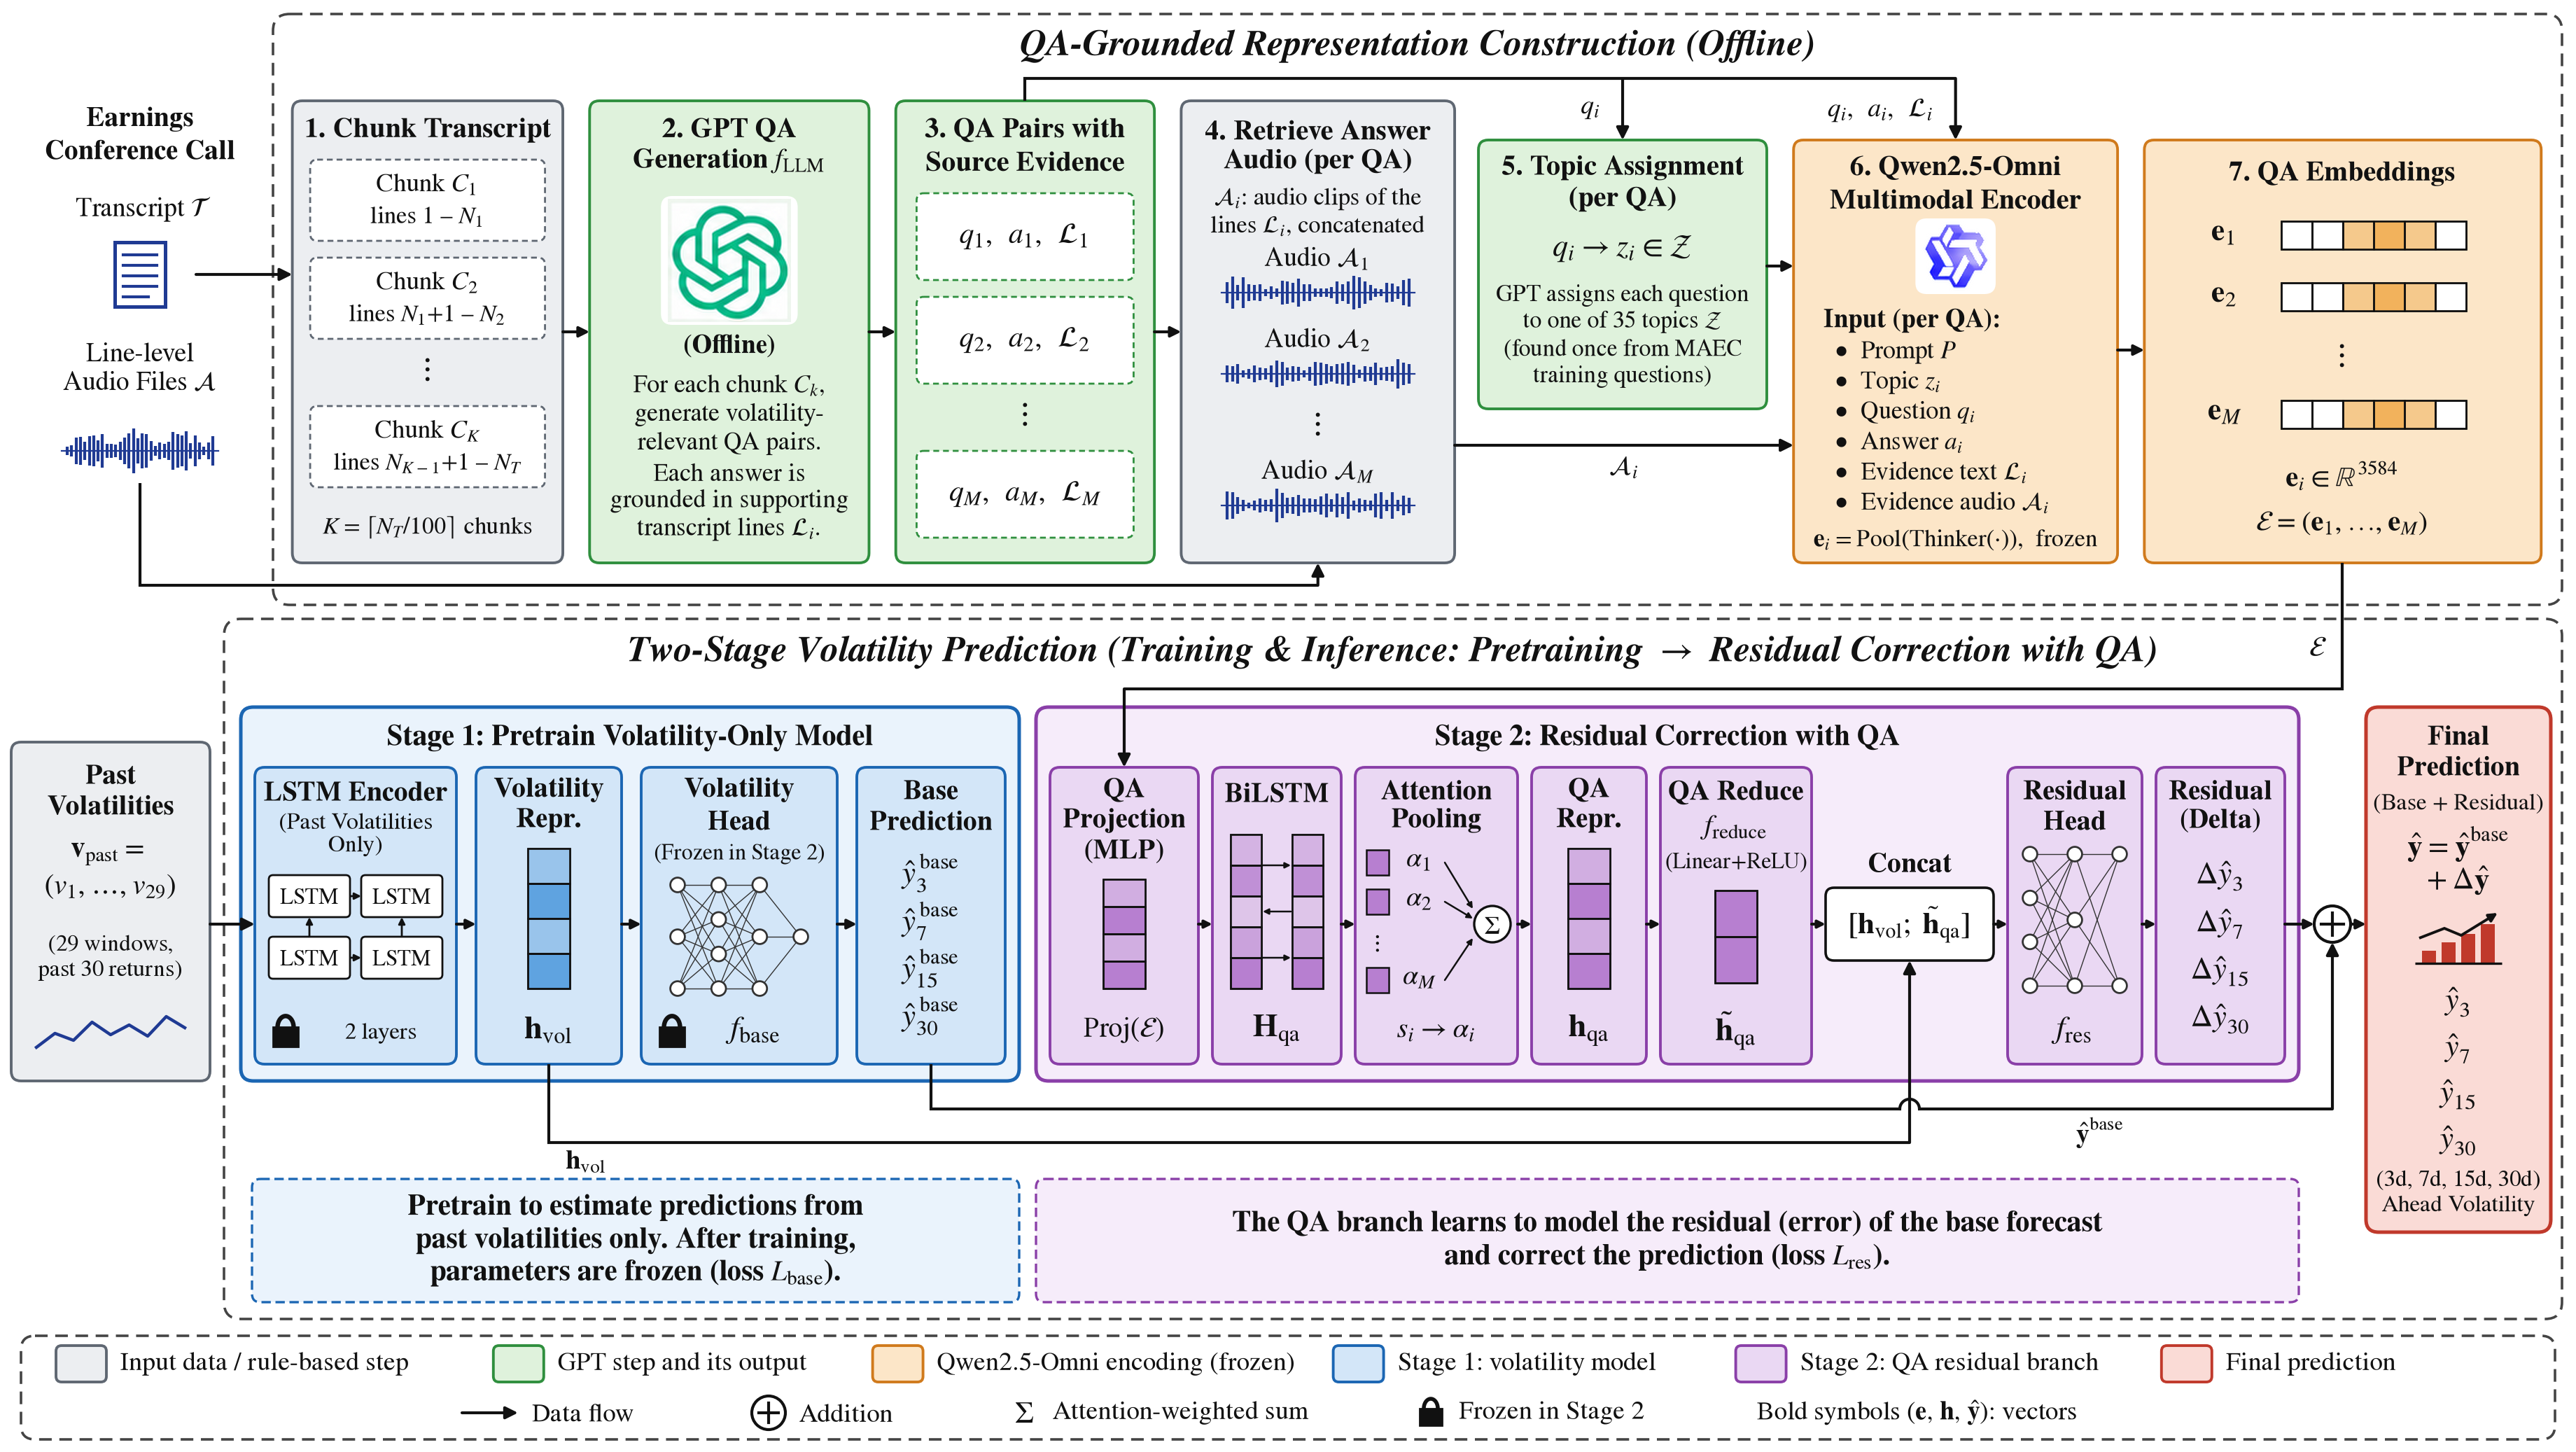 QA-Grounded Representation Construction (Offline)
Earnings
Conference Call
Transcript 𝒯
Line-level
Audio Files 𝒜
1. Chunk Transcript
Chunk C₁
lines 1 – N₁
Chunk C₂
lines N₁+1 – N₂
⋮
Chunk C_K
lines N_{K−1}+1 – N_T
K = ⌈N_T/100⌉ chunks
2. GPT QA
Generation f_LLM
(Offline)
For each chunk C_k,
generate volatility-
relevant QA pairs.
Each answer is
grounded in supporting
transcript lines ℒ_i.
3. QA Pairs with
Source Evidence
q₁, a₁, ℒ₁
q₂, a₂, ℒ₂
⋮
q_M, a_M, ℒ_M
4. Retrieve Answer
Audio (per QA)
𝒜_i: audio clips of the
lines ℒ_i, concatenated
Audio 𝒜₁
Audio 𝒜₂
⋮
Audio 𝒜_M
q_i
5. Topic Assignment
(per QA)
q_i → z_i ∈ 𝒵
GPT assigns each question
to one of 35 topics 𝒵
(found once from MAEC
training questions)
𝒜_i
q_i, a_i, ℒ_i
6. Qwen2.5-Omni
Multimodal Encoder
Input (per QA):
• Prompt P
• Topic z_i
• Question q_i
• Answer a_i
• Evidence text ℒ_i
• Evidence audio 𝒜_i
e_i = Pool(Thinker(·)), frozen
7. QA Embeddings
e₁
e₂
⋮
e_M
e_i ∈ ℝ³⁵⁸⁴
ℰ = (e₁, …, e_M)
Two-Stage Volatility Prediction (Training & Inference: Pretraining → Residual Correction with QA)
ℰ
Past
Volatilities
v_past =
(v₁, …, v₂₉)
(29 windows,
past 30 returns)
Stage 1: Pretrain Volatility-Only Model
LSTM Encoder
(Past Volatilities
Only)
LSTM LSTM
LSTM LSTM
2 layers
Volatility
Repr.
h_vol
Volatility
Head
(Frozen in Stage 2)
f_base
Base
Prediction
ŷ₃^base
ŷ₇^base
ŷ₁₅^base
ŷ₃₀^base
Stage 2: Residual Correction with QA
QA
Projection
(MLP)
Proj(ℰ)
BiLSTM
H_qa
Attention
Pooling
α₁
α₂
⋮
α_M
Σ
s_i → α_i
QA
Repr.
h_qa
QA Reduce
f_reduce
(Linear+ReLU)
h̃_qa
Concat
[h_vol; h̃_qa]
Residual
Head
f_res
Residual
(Delta)
Δŷ₃
Δŷ₇
Δŷ₁₅
Δŷ₃₀
Final
Prediction
(Base + Residual)
ŷ = ŷ^base
+ Δŷ
ŷ₃
ŷ₇
ŷ₁₅
ŷ₃₀
(3d, 7d, 15d, 30d)
Ahead Volatility
h_vol
ŷ^base
Pretrain to estimate predictions from
past volatilities only. After training,
parameters are frozen (loss L_base).
The QA branch learns to model the residual (error) of the base forecast
and correct the prediction (loss L_res).
Input data / rule-based step
GPT step and its output
Qwen2.5-Omni encoding (frozen)
Stage 1: volatility model
Stage 2: QA residual branch
Final prediction
Data flow
Addition
Σ Attention-weighted sum
Frozen in Stage 2
Bold symbols (e, h, ŷ): vectors